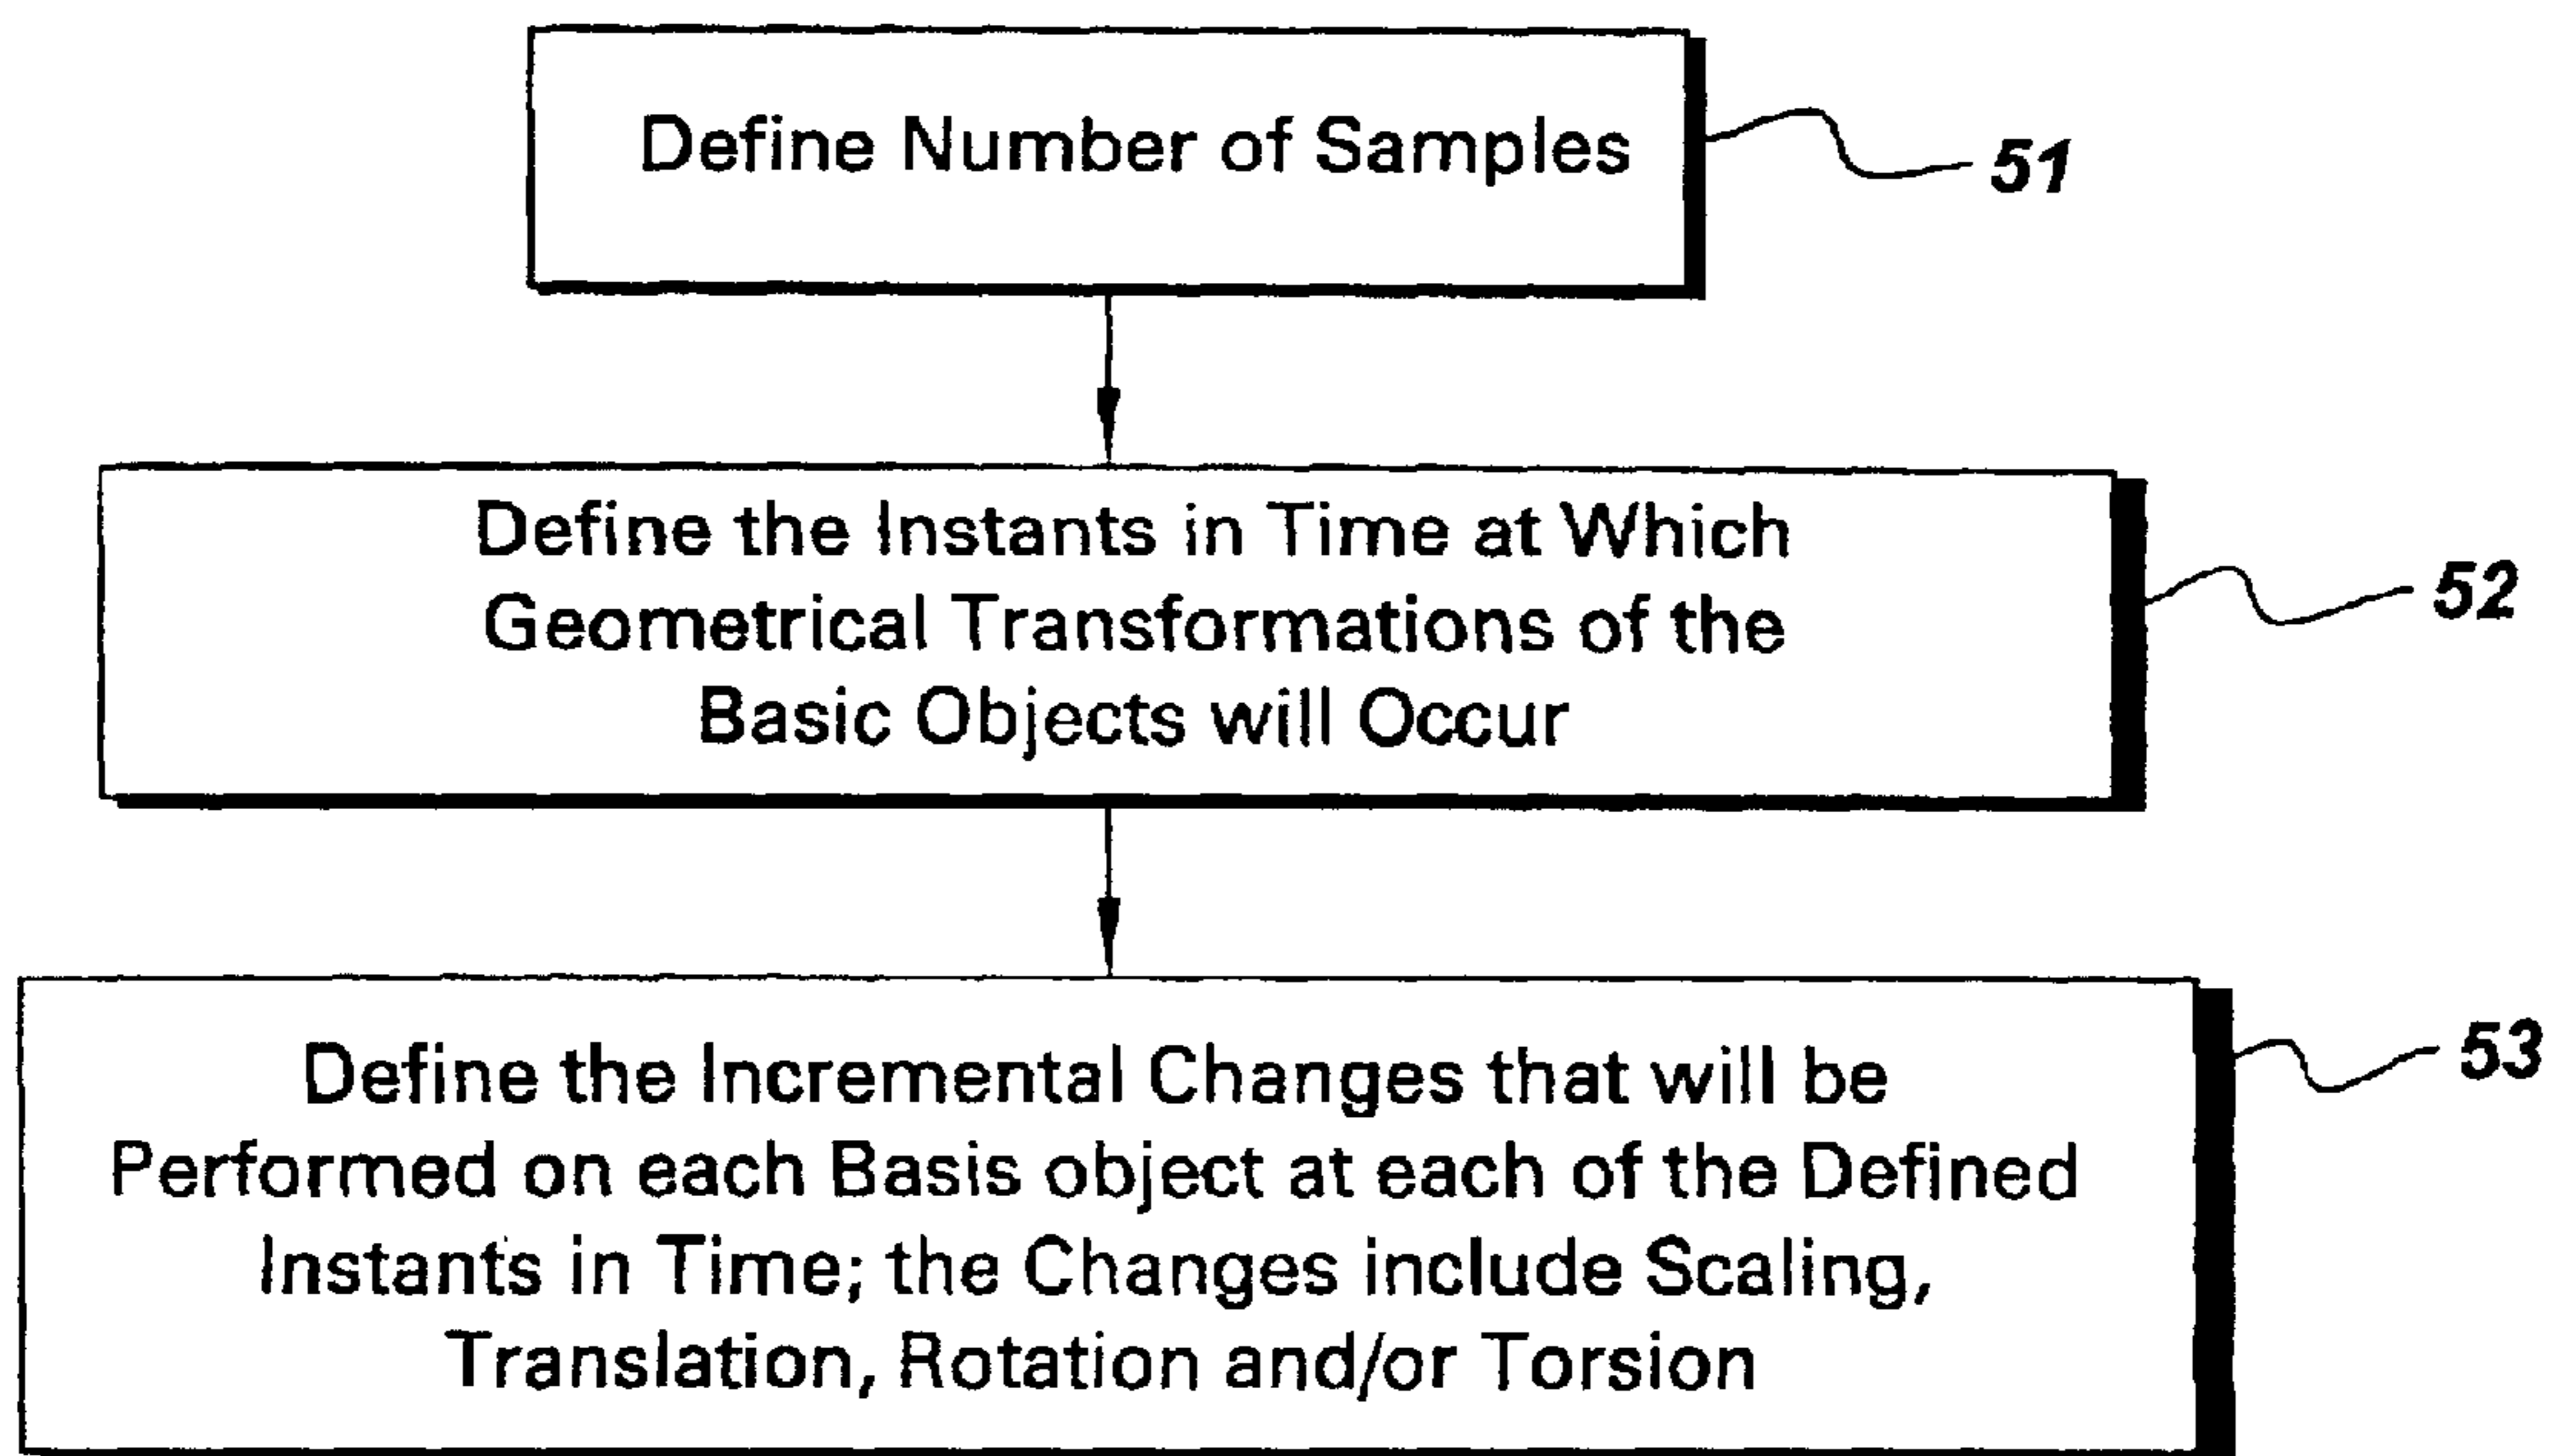 Define Number of Samples
51
Define the Instants in Time at Which
Geometrical Transformations of the
Basic Objects will Occur
52
Define the Incremental Changes that will be
Performed on each Basis object at each of the Defined
Instants in Time; the Changes include Scaling,
Translation, Rotation and/or Torsion
53